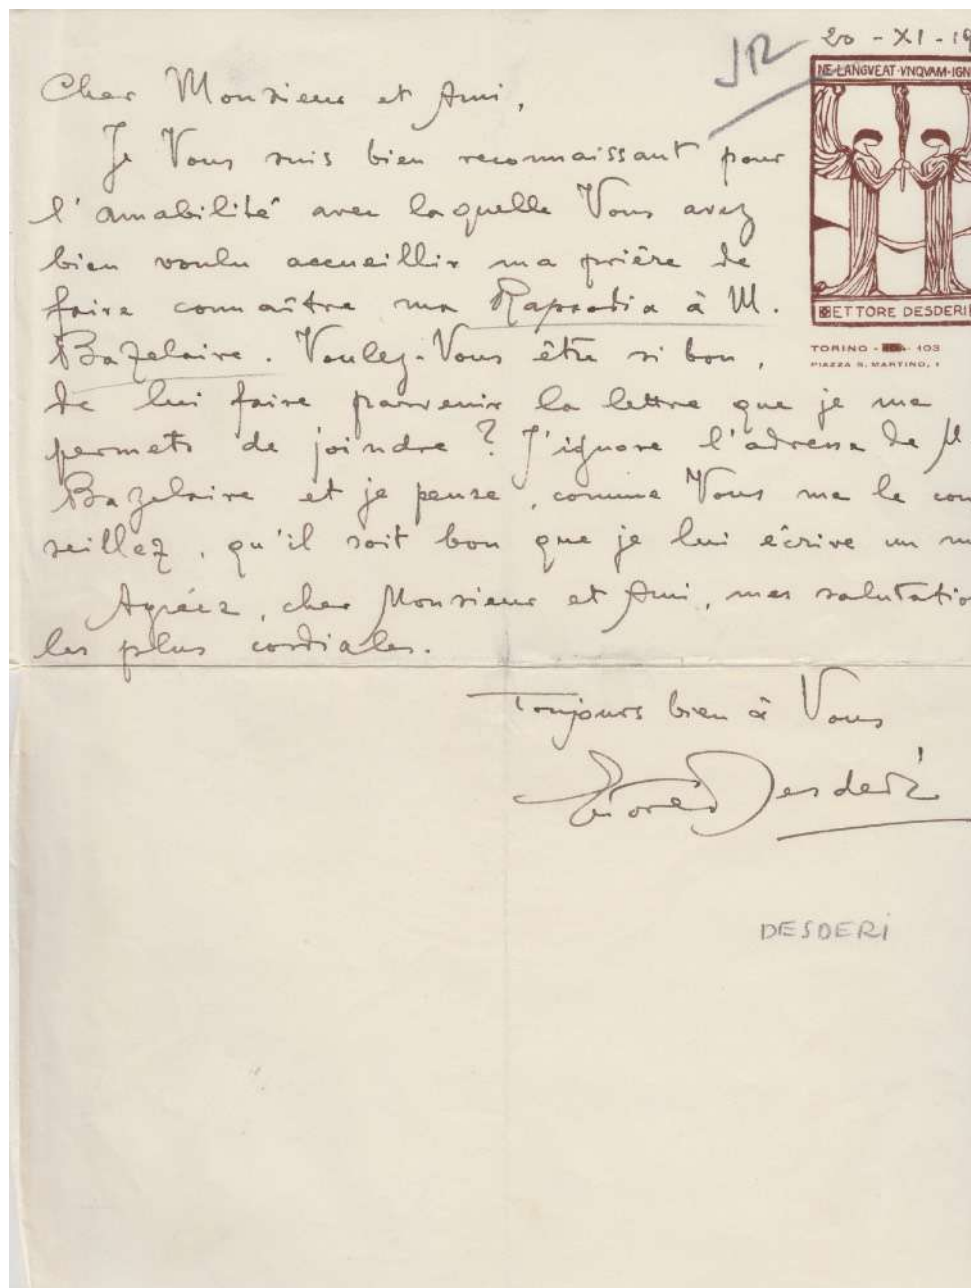 20 - XI - 19
JR
NE·LANGVEAT·VNQVAM·IGN
Cher Monsieur et Ami,
Je Vous suis bien reconnaissant pour
l'amabilité avec laquelle Vous avez
bien voulu accueillir ma prière de
faire connaître ma Rapsodia à M.
ETTORE DESDERI
Bazelaire. Voulez-Vous être si bon,
TORINO - 103
PIAZZA S. MARTINO, 1
de lui faire parvenir la lettre que je me
permets de joindre? J'ignore l'adresse de M
Bazelaire et je pense, comme Vous me le con
seillez, qu'il soit bon que je lui écrive un m
Agréez, cher Monsieur et Ami, mes salutatio
les plus cordiales.
Toujours bien à Vous
Ettore Desderi
DESDERI